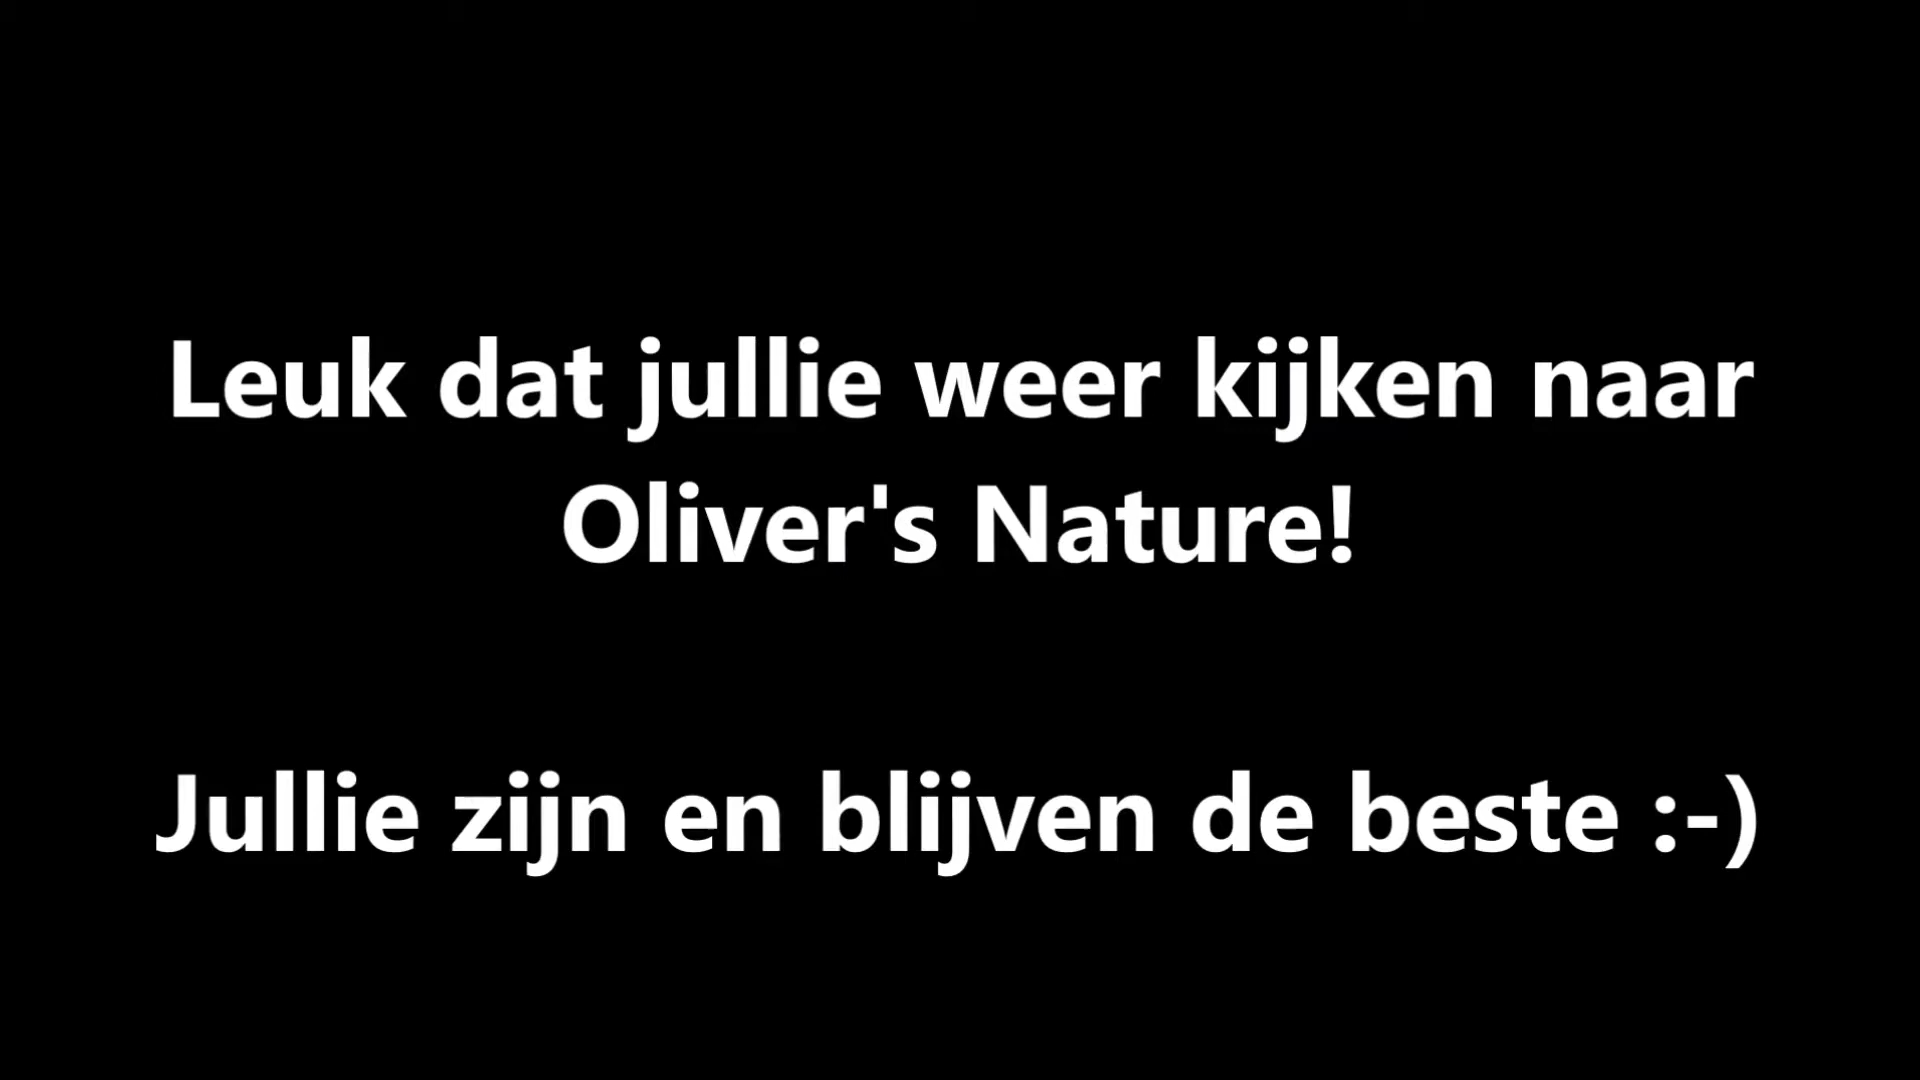 Leuk dat jullie weer kijken naar
Oliver's Nature!
Jullie zijn en blijven de beste :-)